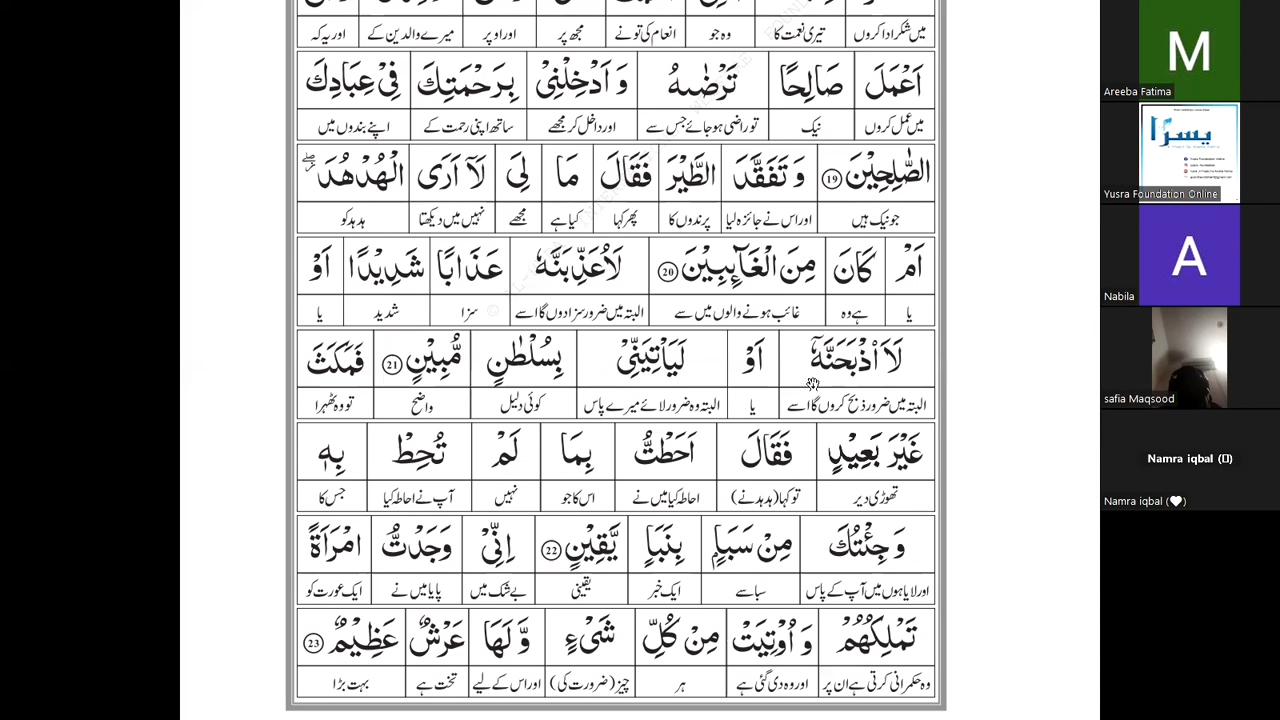 میں شکر ادا کروں تیری نعمت کا وہ جو انعام کی تونے مجھ پر اور اوپر میرے والدین کے اور یہ کہ
اَعْمَلَ صَالِحًا تَرْضٰىهُ وَ اَدْخِلْنِیْ بِرَحْمَتِكَ فِیْ عِبَادِكَ
میں عمل کروں نیک تو راضی ہو جائے جس سے اور داخل کر مجھے ساتھ اپنی رحمت کے اپنے بندوں میں
الصّٰلِحِیْنَ 19 وَ تَفَقَّدَ الطَّیْرَ فَقَالَ مَا لِیَ لَاۤ اَرَی الْهُدْهُدَ
جو نیک ہیں اور اس نے جائزہ لیا پرندوں کا پھر کہا کیا ہے مجھے نہیں میں دیکھتا ہدہد کو
اَمْ كَانَ مِنَ الْغَآىِٕبِیْنَ 20 لَاُعَذِّبَنَّهٗ عَذَابًا شَدِیْدًا اَوْ
یا ہے وہ غائب ہونے والوں میں سے البتہ میں ضرور سزا دوں گا اسے سزا شدید یا
لَاَاذْبَحَنَّهٗۤ اَوْ لَیَاْتِیَنِّیْ بِسُلْطٰنٍ مُّبِیْنٍ 21 فَمَكَثَ
البتہ میں ضرور ذبح کروں گا اسے یا البتہ وہ ضرور لائے میرے پاس کوئی دلیل واضح تو وہ ٹھہرا
غَیْرَ بَعِیْدٍ فَقَالَ اَحَطْتُّ بِمَا لَمْ تُحِطْ بِهٖ
تھوڑی دیر تو کہا (ہدہد نے) احاطہ کیا میں نے اس کا جو نہیں آپ نے احاطہ کیا جس کا
وَ جِئْتُكَ مِنْ سَبَاٍۭ بِنَبَاٍ یَّقِیْنٍ 22 اِنِّیْ وَجَدْتُّ امْرَاَةً
اور لایا ہوں میں آپ کے پاس سبا سے ایک خبر یقینی بے شک میں پایا میں نے ایک عورت کو
تَمْلِكُهُمْ وَ اُوْتِیَتْ مِنْ كُلِّ شَیْءٍ وَّ لَهَا عَرْشٌ عَظِیْمٌ 23
وہ حکمرانی کرتی ہے ان پر اور وہ دی گئی ہے ہر چیز (ضرورت کی) اور اس کے لیے تخت ہے بہت بڑا
M
Areeba Fatima
یسرا
Yusra Foundation Online
A
Nabila
safia Maqsood
Namra iqbal (▯)
Namra iqbal (♥)